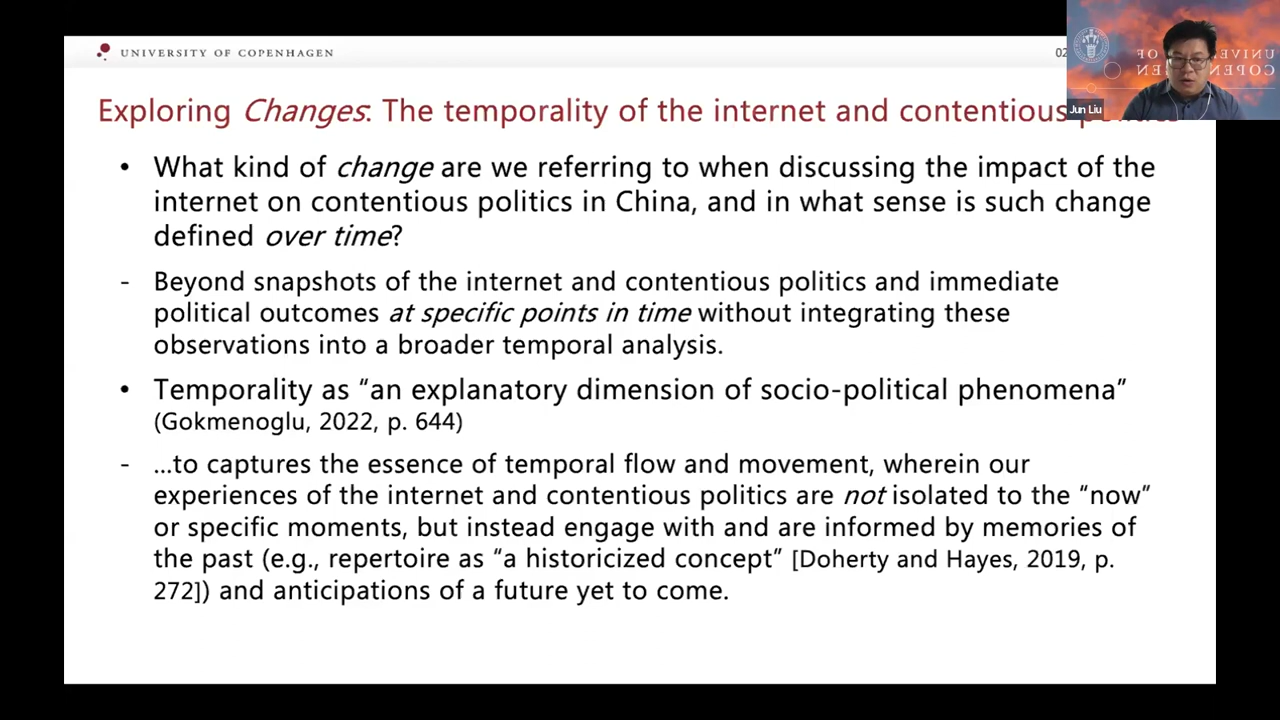 UNIVERSITY OF COPENHAGEN
02
Jun Liu
Exploring Changes: The temporality of the internet and contentious
• What kind of change are we referring to when discussing the impact of the
internet on contentious politics in China, and in what sense is such change
defined over time?
- Beyond snapshots of the internet and contentious politics and immediate
political outcomes at specific points in time without integrating these
observations into a broader temporal analysis.
• Temporality as “an explanatory dimension of socio-political phenomena”
(Gokmenoglu, 2022, p. 644)
- …to captures the essence of temporal flow and movement, wherein our
experiences of the internet and contentious politics are not isolated to the “now”
or specific moments, but instead engage with and are informed by memories of
the past (e.g., repertoire as “a historicized concept” [Doherty and Hayes, 2019, p.
272]) and anticipations of a future yet to come.